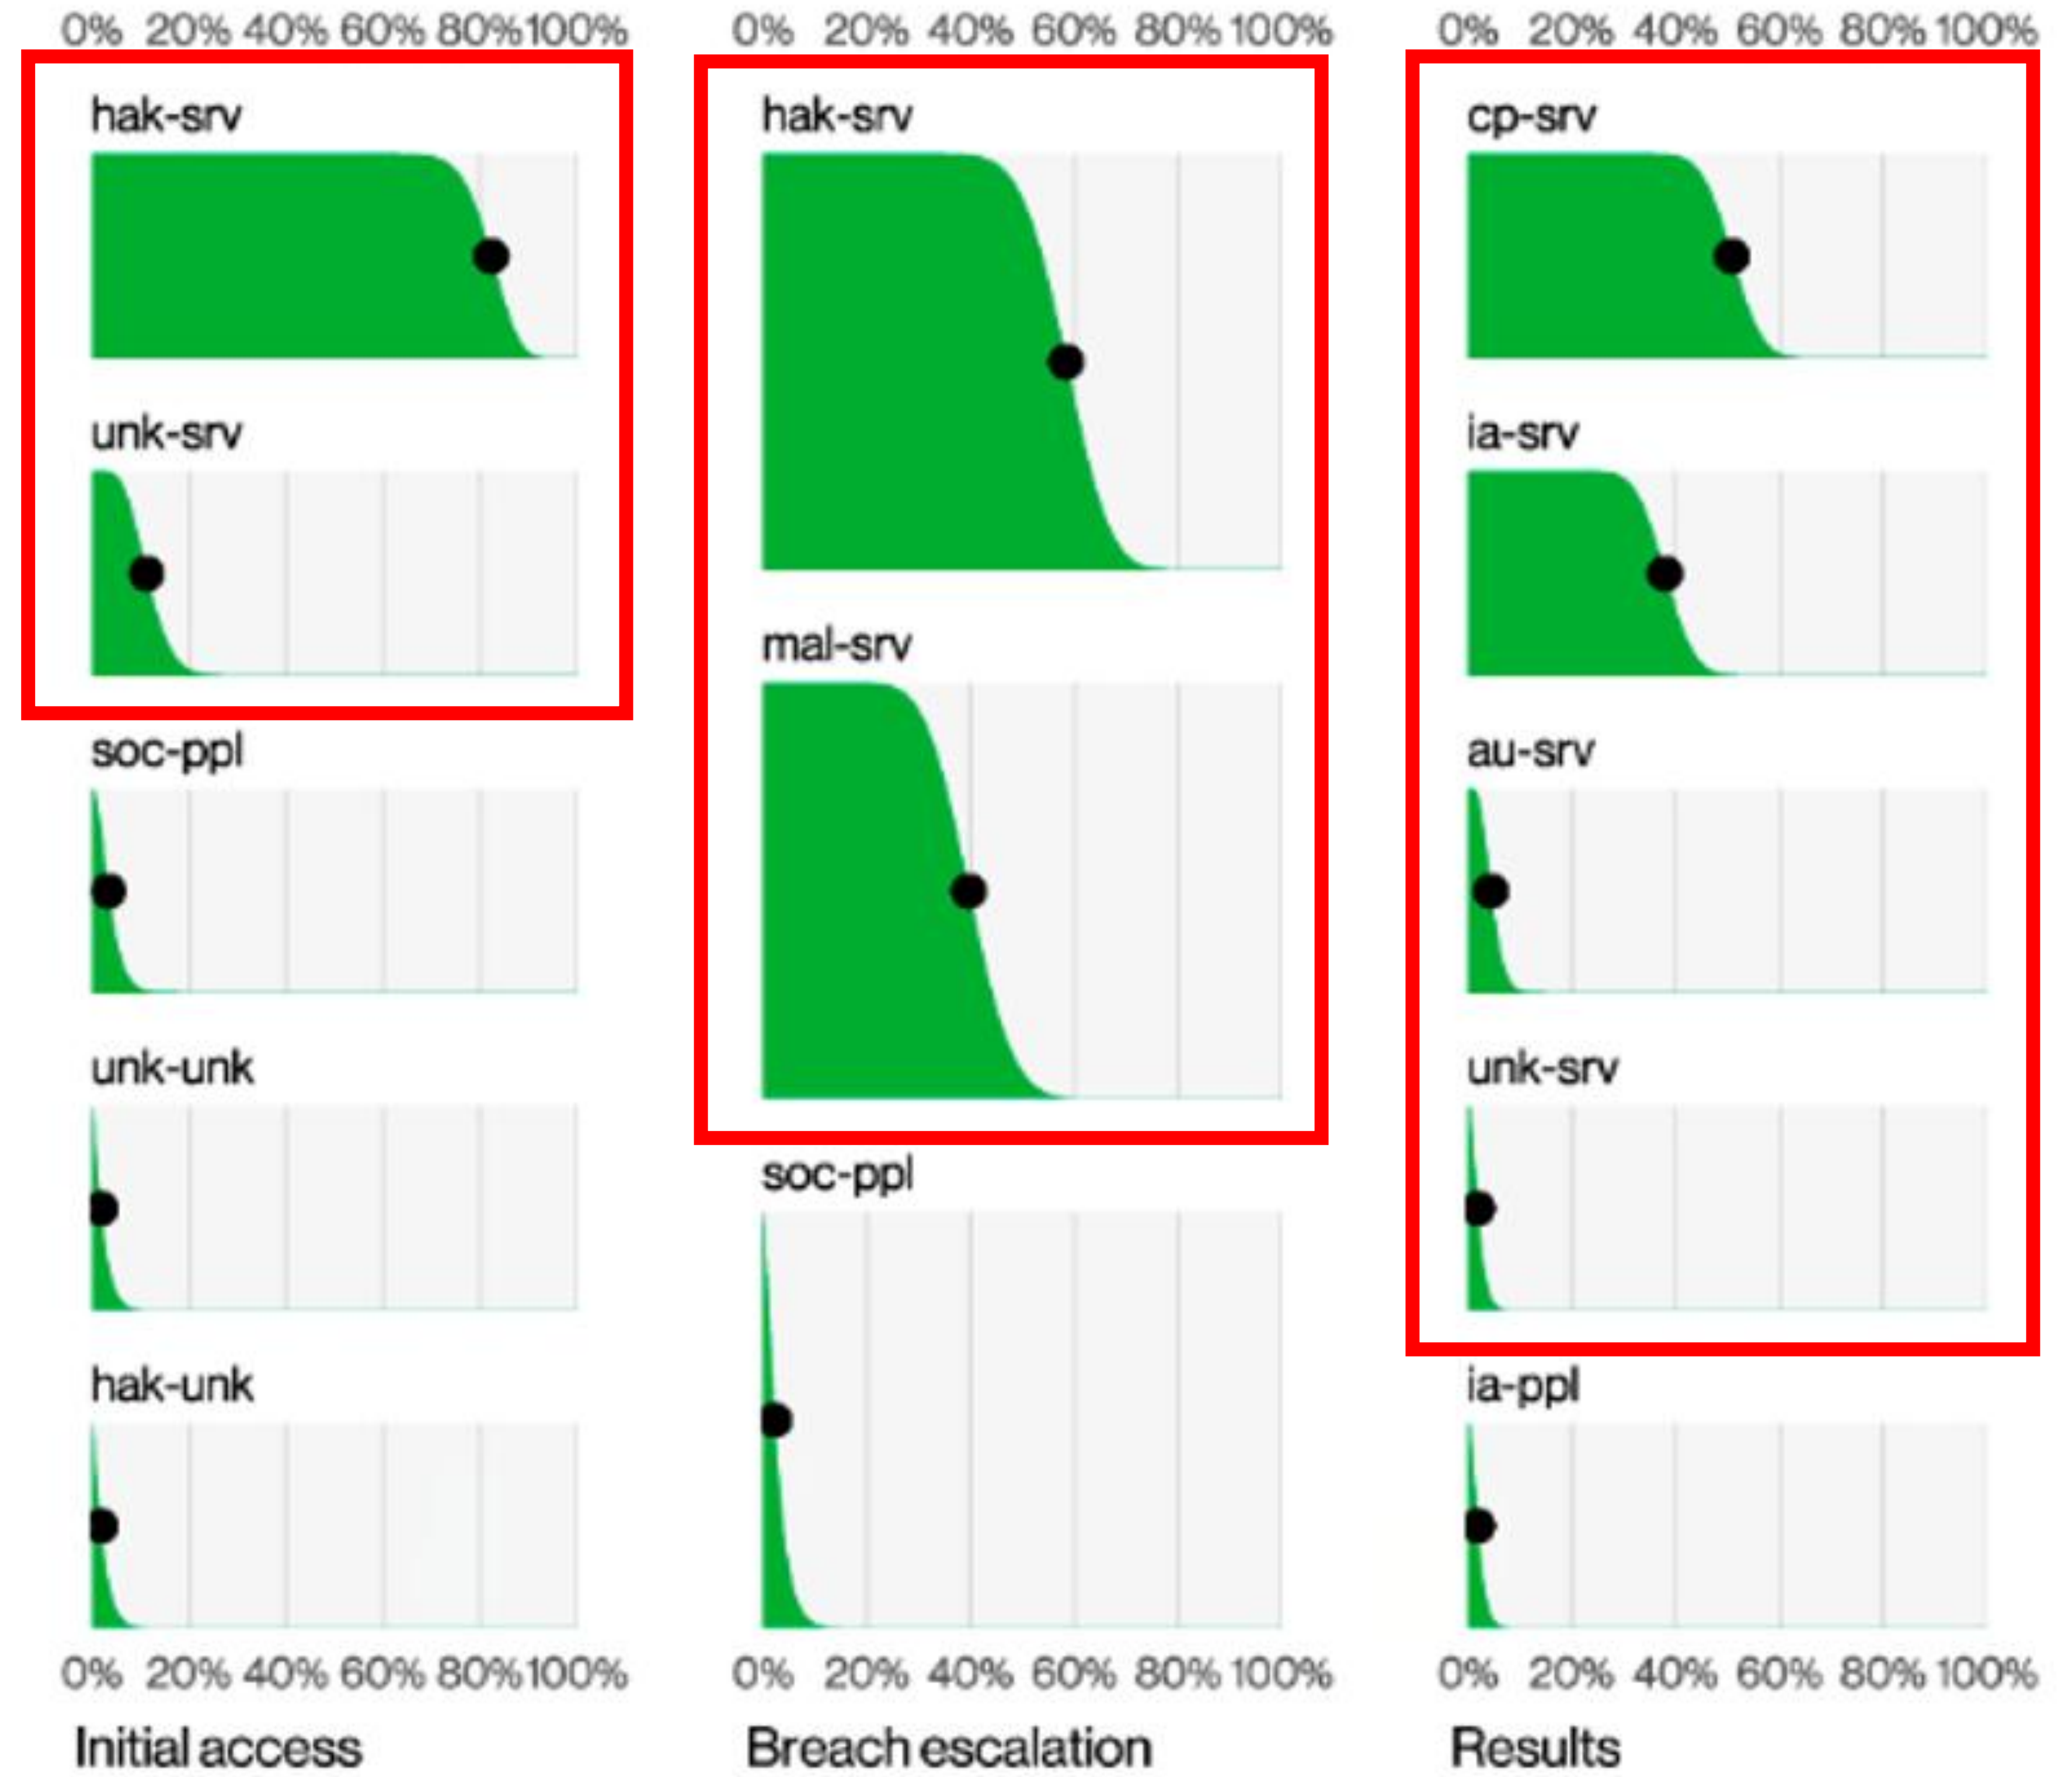 0% 20% 40% 60% 80% 100%
hak-srv
unk-srv
soc-ppl
unk-unk
hak-unk
0% 20% 40% 60% 80% 100%
Initial access
0% 20% 40% 60% 80% 100%
hak-srv
mal-srv
soc-ppl
0% 20% 40% 60% 80% 100%
Breach escalation
0% 20% 40% 60% 80% 100%
cp-srv
ia-srv
au-srv
unk-srv
ia-ppl
0% 20% 40% 60% 80% 100%
Results